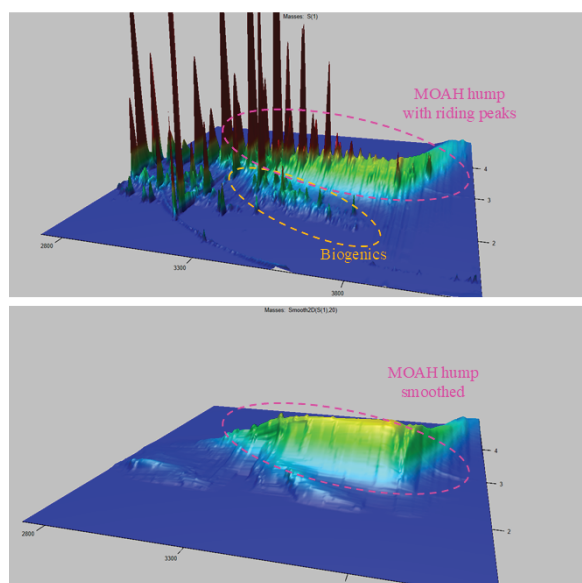 Masses: S(1)
MOAH hump
with riding peaks
Biogenics
4
3
2
2800
3300
3800
Masses: Smooth2D(S(1),20)
MOAH hump
smoothed
4
3
2
2800
3300